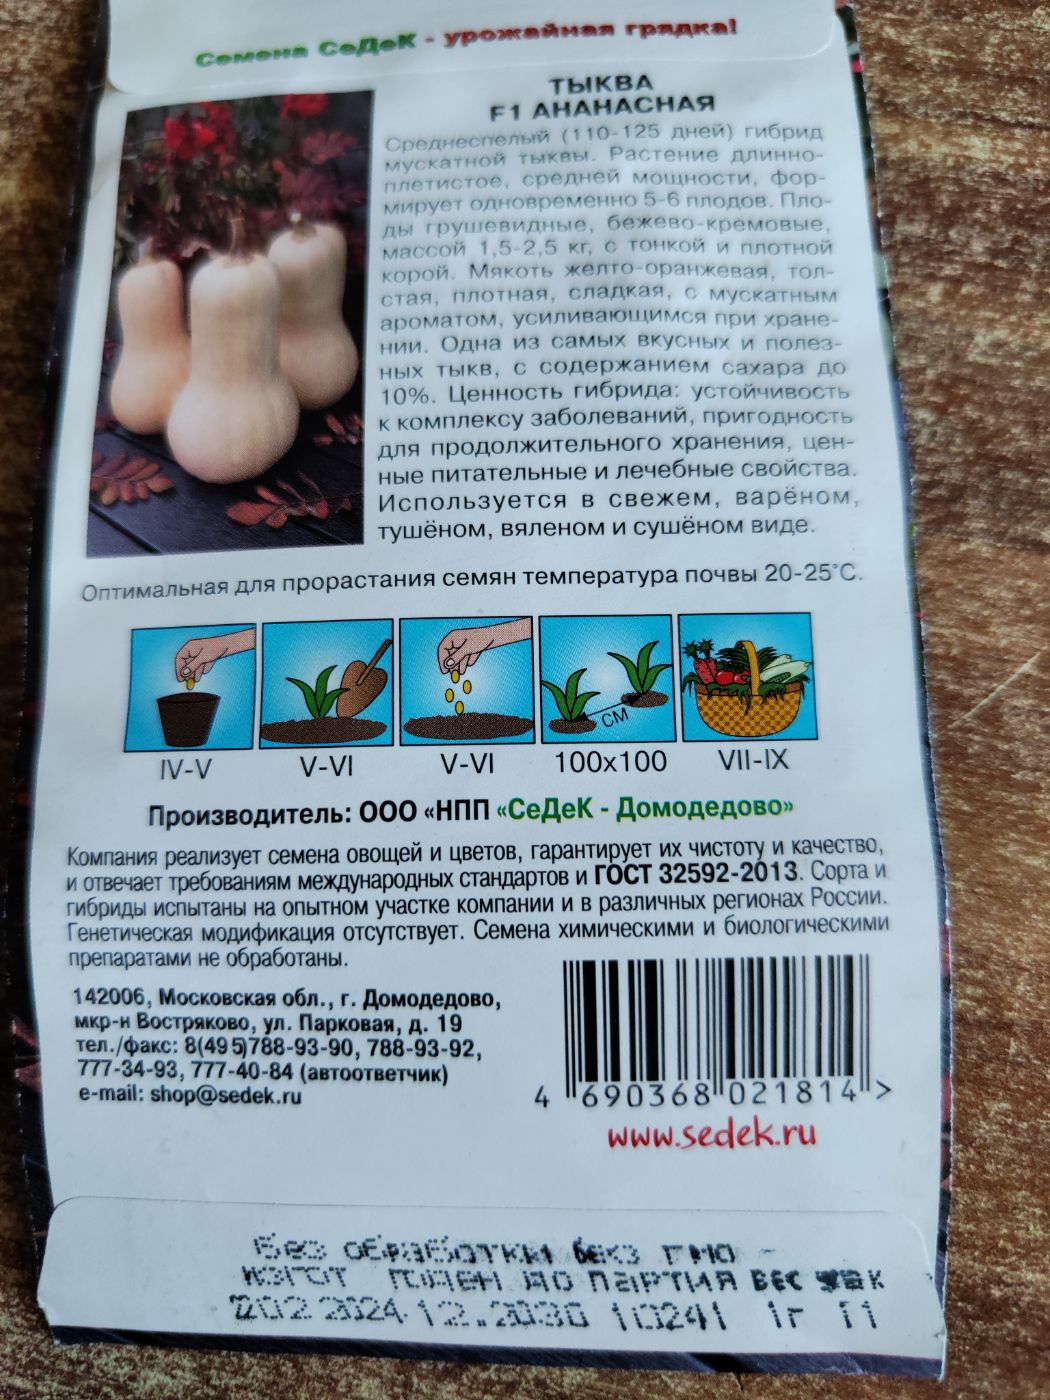 Семена СеДеК - урожайная грядка!
ТЫКВА
F1 АНАНАСНАЯ
Среднеспелый (110-125 дней) гибрид
мускатной тыквы. Растение длинно-
плетистое, средней мощности, фор-
мирует одновременно 5-6 плодов. Пло-
ды грушевидные, бежево-кремовые,
массой 1,5-2,5 кг, с тонкой и плотной
корой. Мякоть желто-оранжевая, тол-
стая, плотная, сладкая, с мускатным
ароматом, усиливающимся при хране-
нии. Одна из самых вкусных и полез-
ных тыкв, с содержанием сахара до
10%. Ценность гибрида: устойчивость
к комплексу заболеваний, пригодность
для продолжительного хранения, цен-
ные питательные и лечебные свойства.
Используется в свежем, варёном,
тушёном, вяленом и сушёном виде.
Оптимальная для прорастания семян температура почвы 20-25°С.
см
IV-V V-VI V-VI 100х100 VII-IX
Производитель: ООО «НПП «СеДеК - Домодедово»
Компания реализует семена овощей и цветов, гарантирует их чистоту и качество,
и отвечает требованиям международных стандартов и ГОСТ 32592-2013. Сорта и
гибриды испытаны на опытном участке компании и в различных регионах России.
Генетическая модификация отсутствует. Семена химическими и биологическими
препаратами не обработаны.
142006, Московская обл., г. Домодедово,
мкр-н Востряково, ул. Парковая, д. 19
тел./факс: 8(495)788-93-90, 788-93-92,
777-34-93, 777-40-84 (автоответчик)
e-mail: shop@sedek.ru
4 690368 021814 >
www.sedek.ru
Без обработки без ГМО
изгот годен до партия вес упак
02.2024 12.2030 10241 1г П